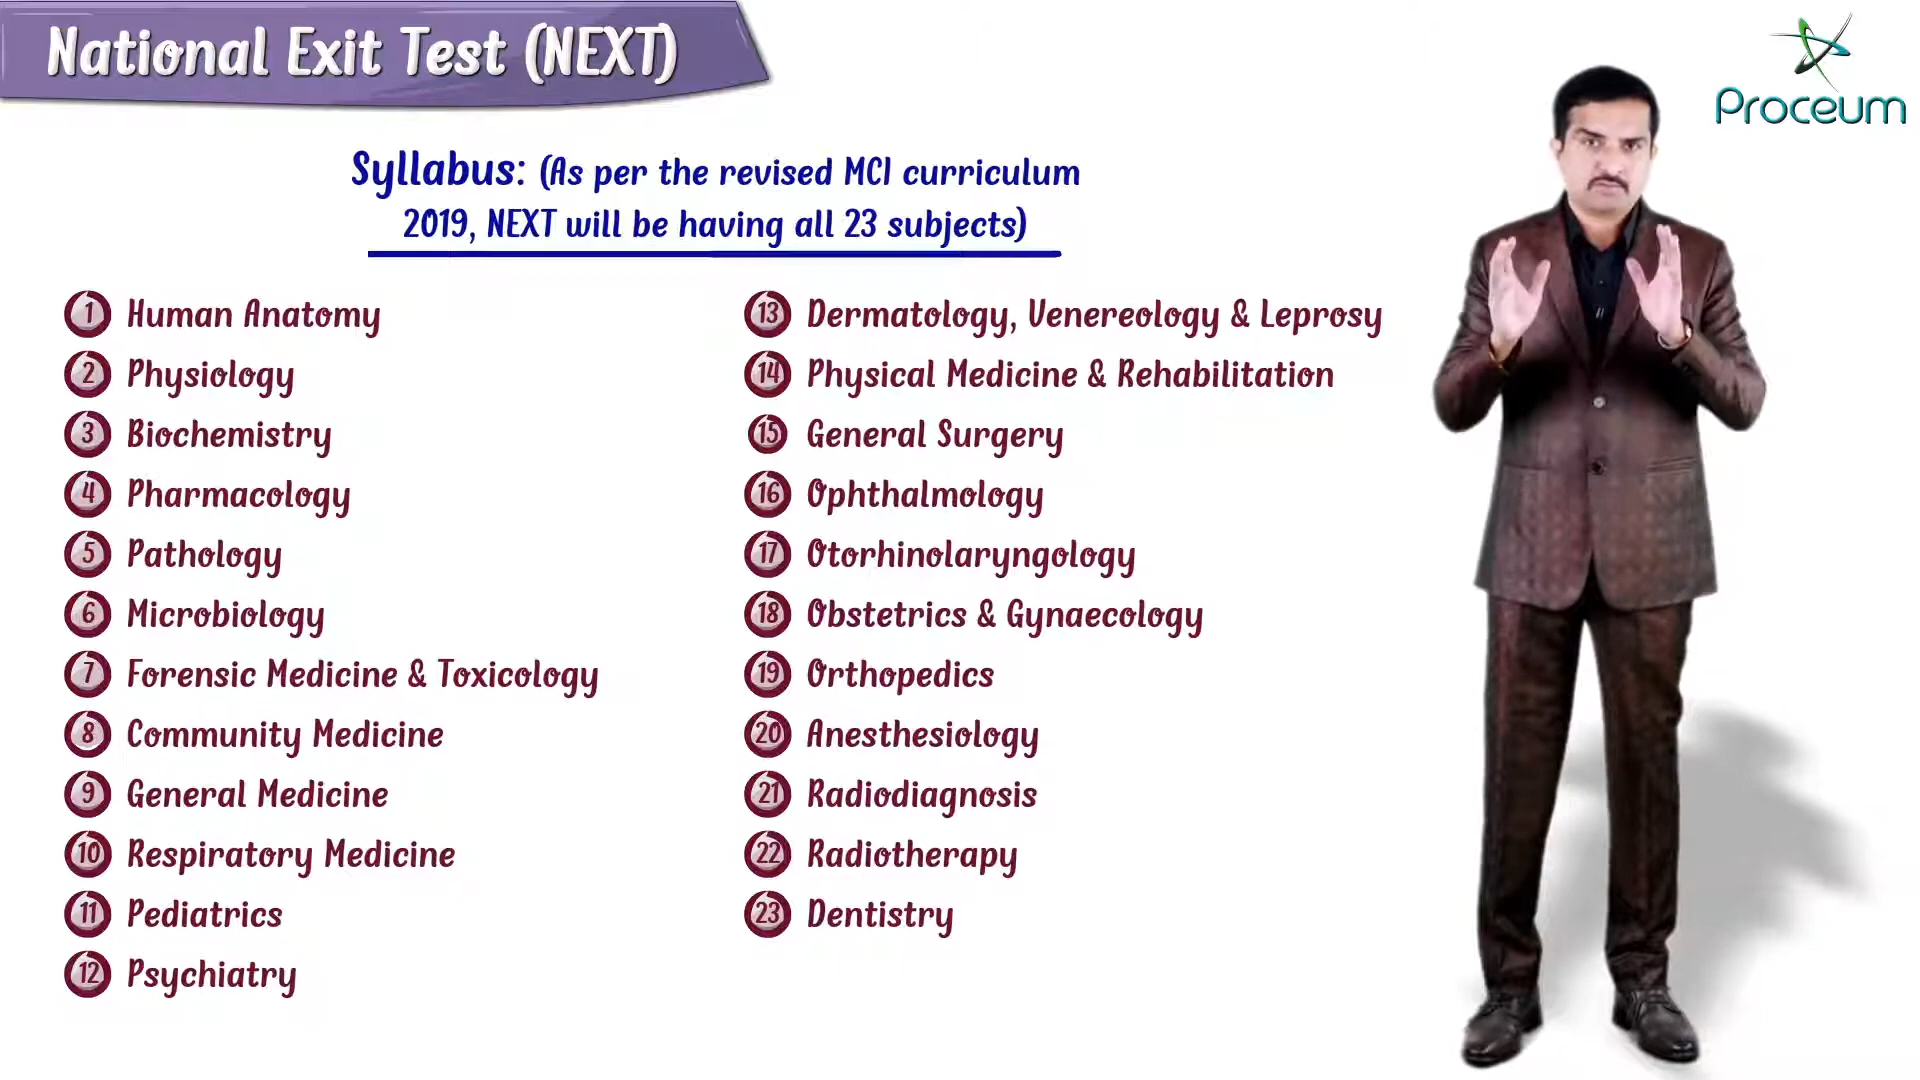 National Exit Test (NEXT)
Proceum
Syllabus: (As per the revised MCI curriculum
2019, NEXT will be having all 23 subjects)
1 Human Anatomy
2 Physiology
3 Biochemistry
4 Pharmacology
5 Pathology
6 Microbiology
7 Forensic Medicine & Toxicology
8 Community Medicine
9 General Medicine
10 Respiratory Medicine
11 Pediatrics
12 Psychiatry
13 Dermatology, Venereology & Leprosy
14 Physical Medicine & Rehabilitation
15 General Surgery
16 Ophthalmology
17 Otorhinolaryngology
18 Obstetrics & Gynaecology
19 Orthopedics
20 Anesthesiology
21 Radiodiagnosis
22 Radiotherapy
23 Dentistry